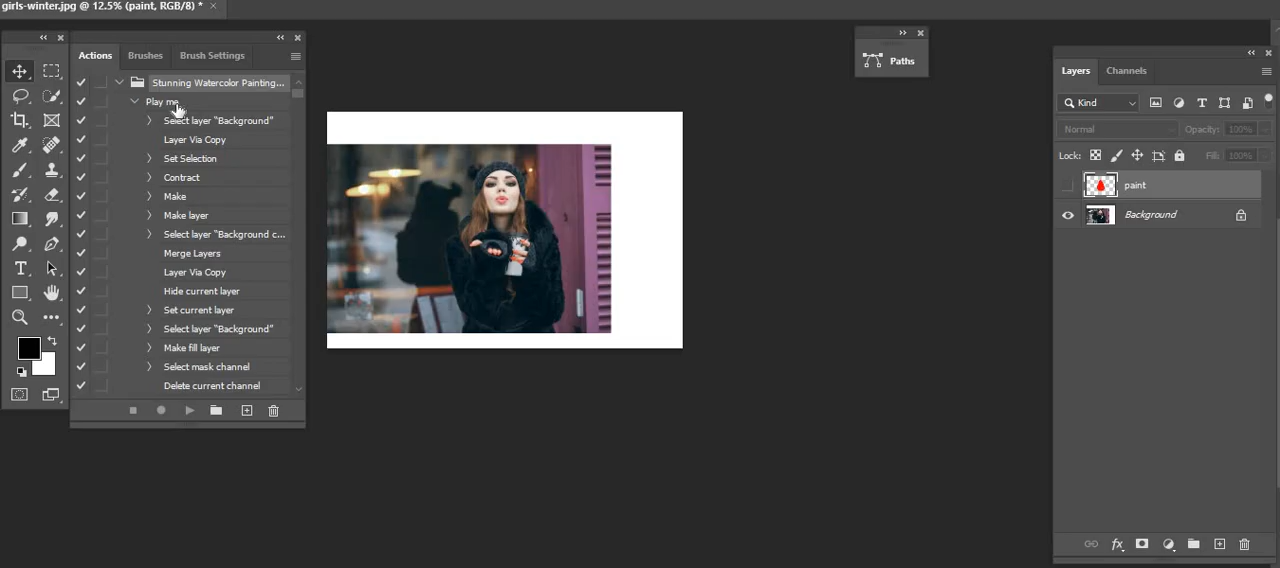 girls-winter.jpg @ 12.5% (paint, RGB/8) *
Actions
Brushes
Brush Settings
Stunning Watercolor Painting...
Play me
Select layer “Background”
Layer Via Copy
Set Selection
Contract
Make
Make layer
Select layer “Background c...
Merge Layers
Layer Via Copy
Hide current layer
Set current layer
Select layer “Background”
Make fill layer
Select mask channel
Delete current channel
Paths
Layers
Channels
Kind
Normal
Opacity: 100%
Lock:
Fill: 100%
paint
Background